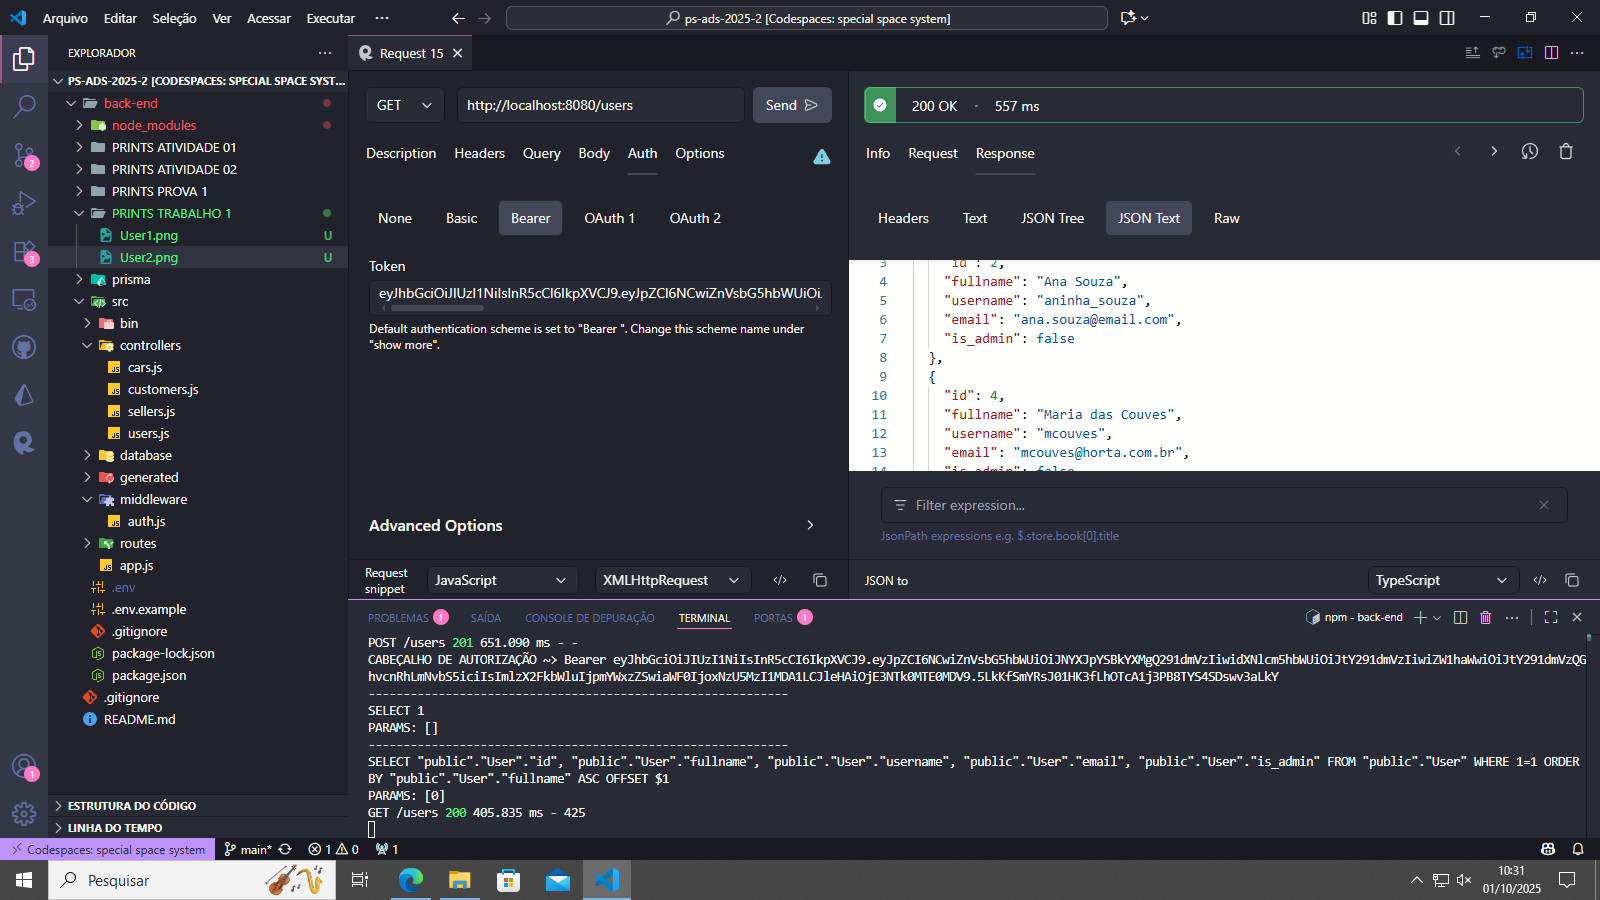 Arquivo Editar Seleção Ver Acessar Executar ···
ps-ads-2025-2 [Codespaces: special space system]
EXPLORADOR
PS-ADS-2025-2 [CODESPACES: SPECIAL SPACE SYST...
back-end
node_modules
PRINTS ATIVIDADE 01
PRINTS ATIVIDADE 02
PRINTS PROVA 1
PRINTS TRABALHO 1
User1.png U
User2.png U
prisma
src
bin
controllers
cars.js
customers.js
sellers.js
users.js
database
generated
middleware
auth.js
routes
app.js
.env
.env.example
.gitignore
package-lock.json
package.json
.gitignore
README.md
ESTRUTURA DO CÓDIGO
LINHA DO TEMPO
2
3
1
Request 15
GET http://localhost:8080/users Send
Description Headers Query Body Auth Options
None Basic Bearer OAuth 1 OAuth 2
Token
Default authentication scheme is set to "Bearer ". Change this scheme name under
"show more".
Advanced Options
Request
snippet
JavaScript XMLHttpRequest
200 OK - 557 ms
Info Request Response
Headers Text JSON Tree JSON Text Raw
3 "id": 2,
4 "fullname": "Ana Souza",
5 "username": "aninha_souza",
6 "email": "ana.souza@email.com",
7 "is_admin": false
8 },
9 {
10 "id": 4,
11 "fullname": "Maria das Couves",
12 "username": "mcouves",
13 "email": "mcouves@horta.com.br",
14 "is_admin": false
Filter expression...
JsonPath expressions e.g. $.store.book[0].title
JSON to TypeScript
PROBLEMAS 1 SAÍDA CONSOLE DE DEPURAÇÃO TERMINAL PORTAS 1
npm - back-end
POST /users 201 651.090 ms - -
CABEÇALHO DE AUTORIZAÇÃO ~> Bearer
------------------------------------------------------------
SELECT 1
PARAMS: []
------------------------------------------------------------
SELECT "public"."User"."id", "public"."User"."fullname", "public"."User"."username", "public"."User"."email", "public"."User"."is_admin" FROM "public"."User" WHERE 1=1 ORDER
BY "public"."User"."fullname" ASC OFFSET $1
PARAMS: [0]
GET /users 200 405.835 ms - 425
Codespaces: special space system main* 1 0 1
Pesquisar
10:31
01/10/2025